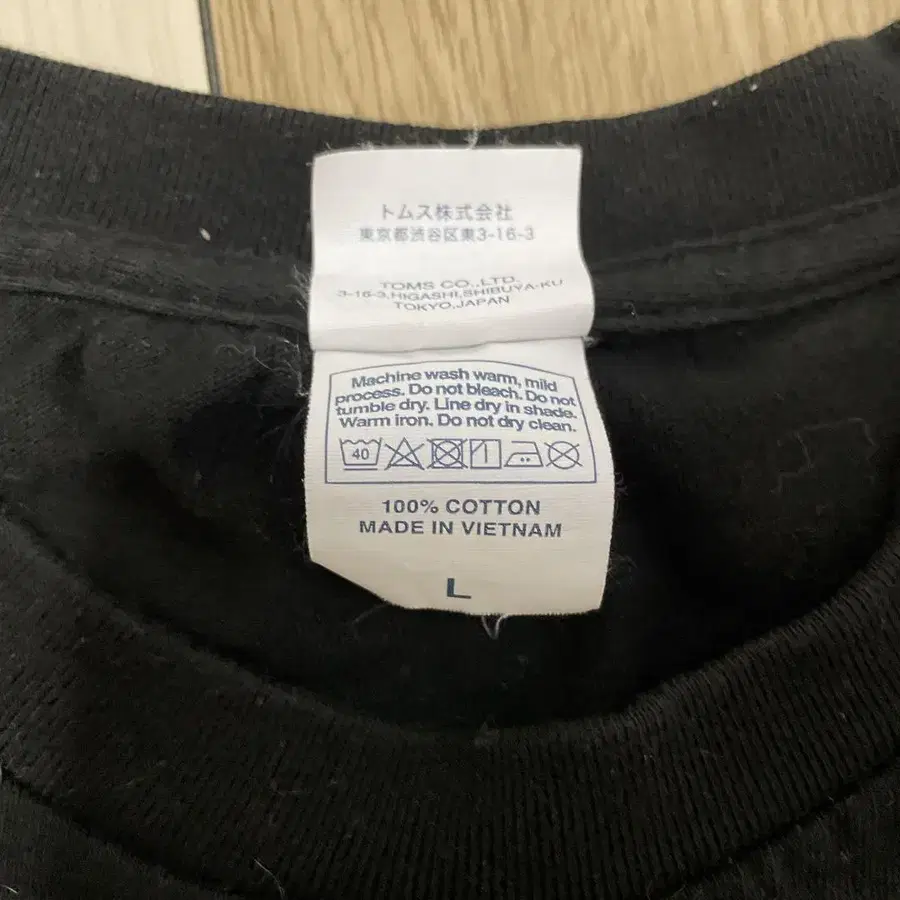 トムス株式会社
東京都渋谷区東3-16-3
TOMS CO.,LTD.
3-16-3,HIGASHI,SHIBUYA-KU
TOKYO,JAPAN
Machine wash warm, mild
process. Do not bleach. Do not
tumble dry. Line dry in shade.
Warm iron. Do not dry clean.
40
100% COTTON
MADE IN VIETNAM
L